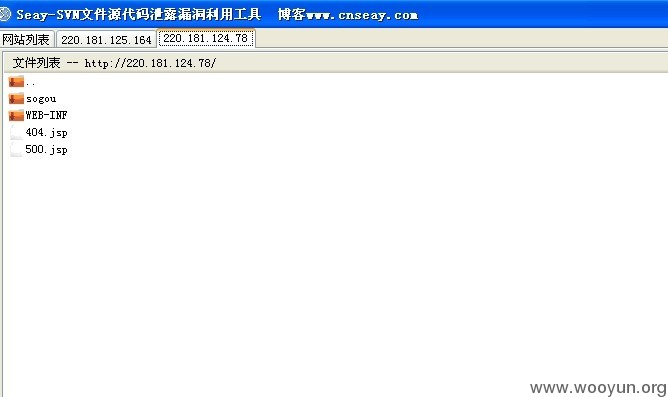 Seay-SVN文件源代码泄露漏洞利用工具 博客www.cnseay.com
网站列表 220.181.125.164 220.181.124.78
文件列表 -- http://220.181.124.78/
..
sogou
WEB-INF
404.jsp
500.jsp
www.wooyun.org